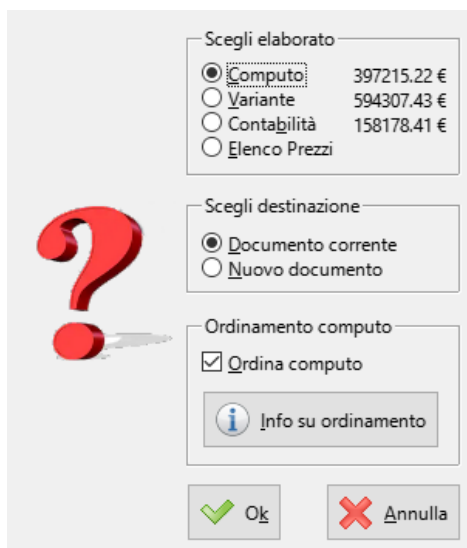 Scegli elaborato
Computo 397215.22 €
Variante 594307.43 €
Contabilità 158178.41 €
Elenco Prezzi
Scegli destinazione
Documento corrente
Nuovo documento
Ordinamento computo
Ordina computo
Info su ordinamento
Ok
Annulla